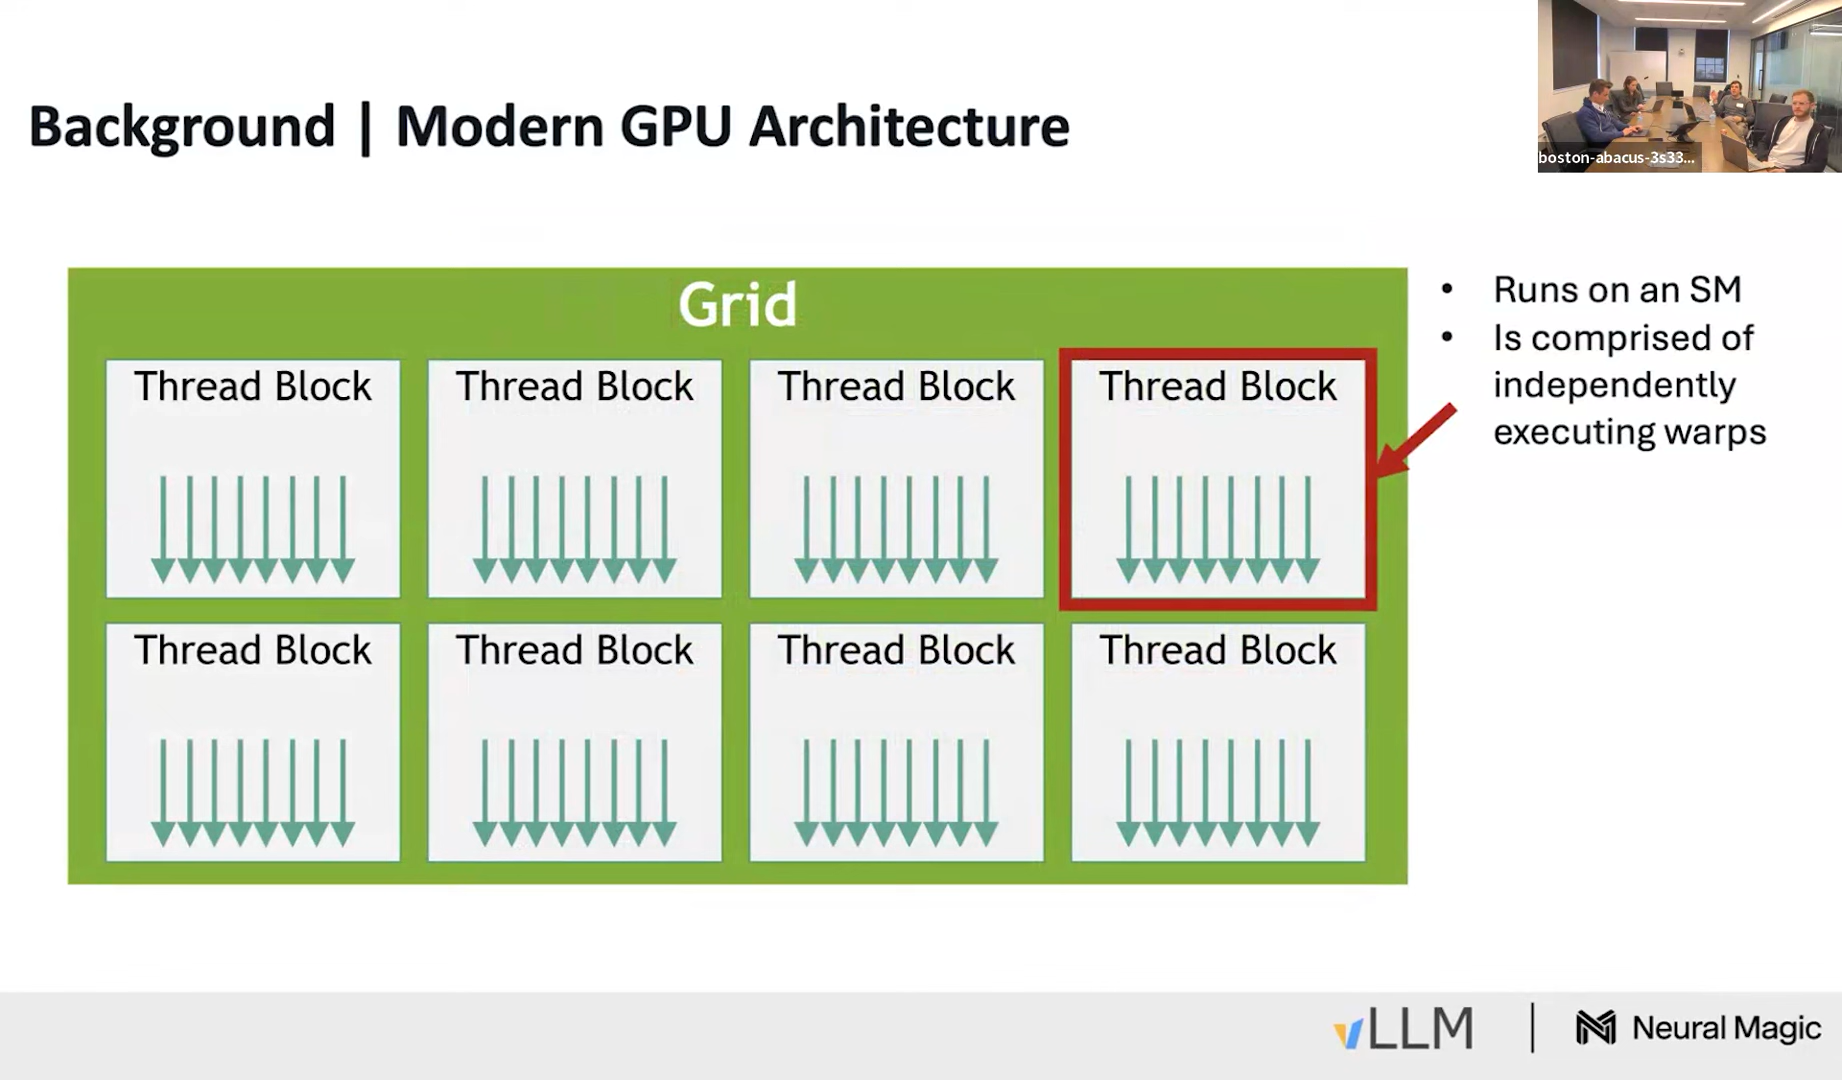 boston-abacus-3s33...
Background | Modern GPU Architecture
Grid
Thread Block
Thread Block
Thread Block
Thread Block
Thread Block
Thread Block
Thread Block
Thread Block
• Runs on an SM
• Is comprised of
independently
executing warps
vLLM | Neural Magic